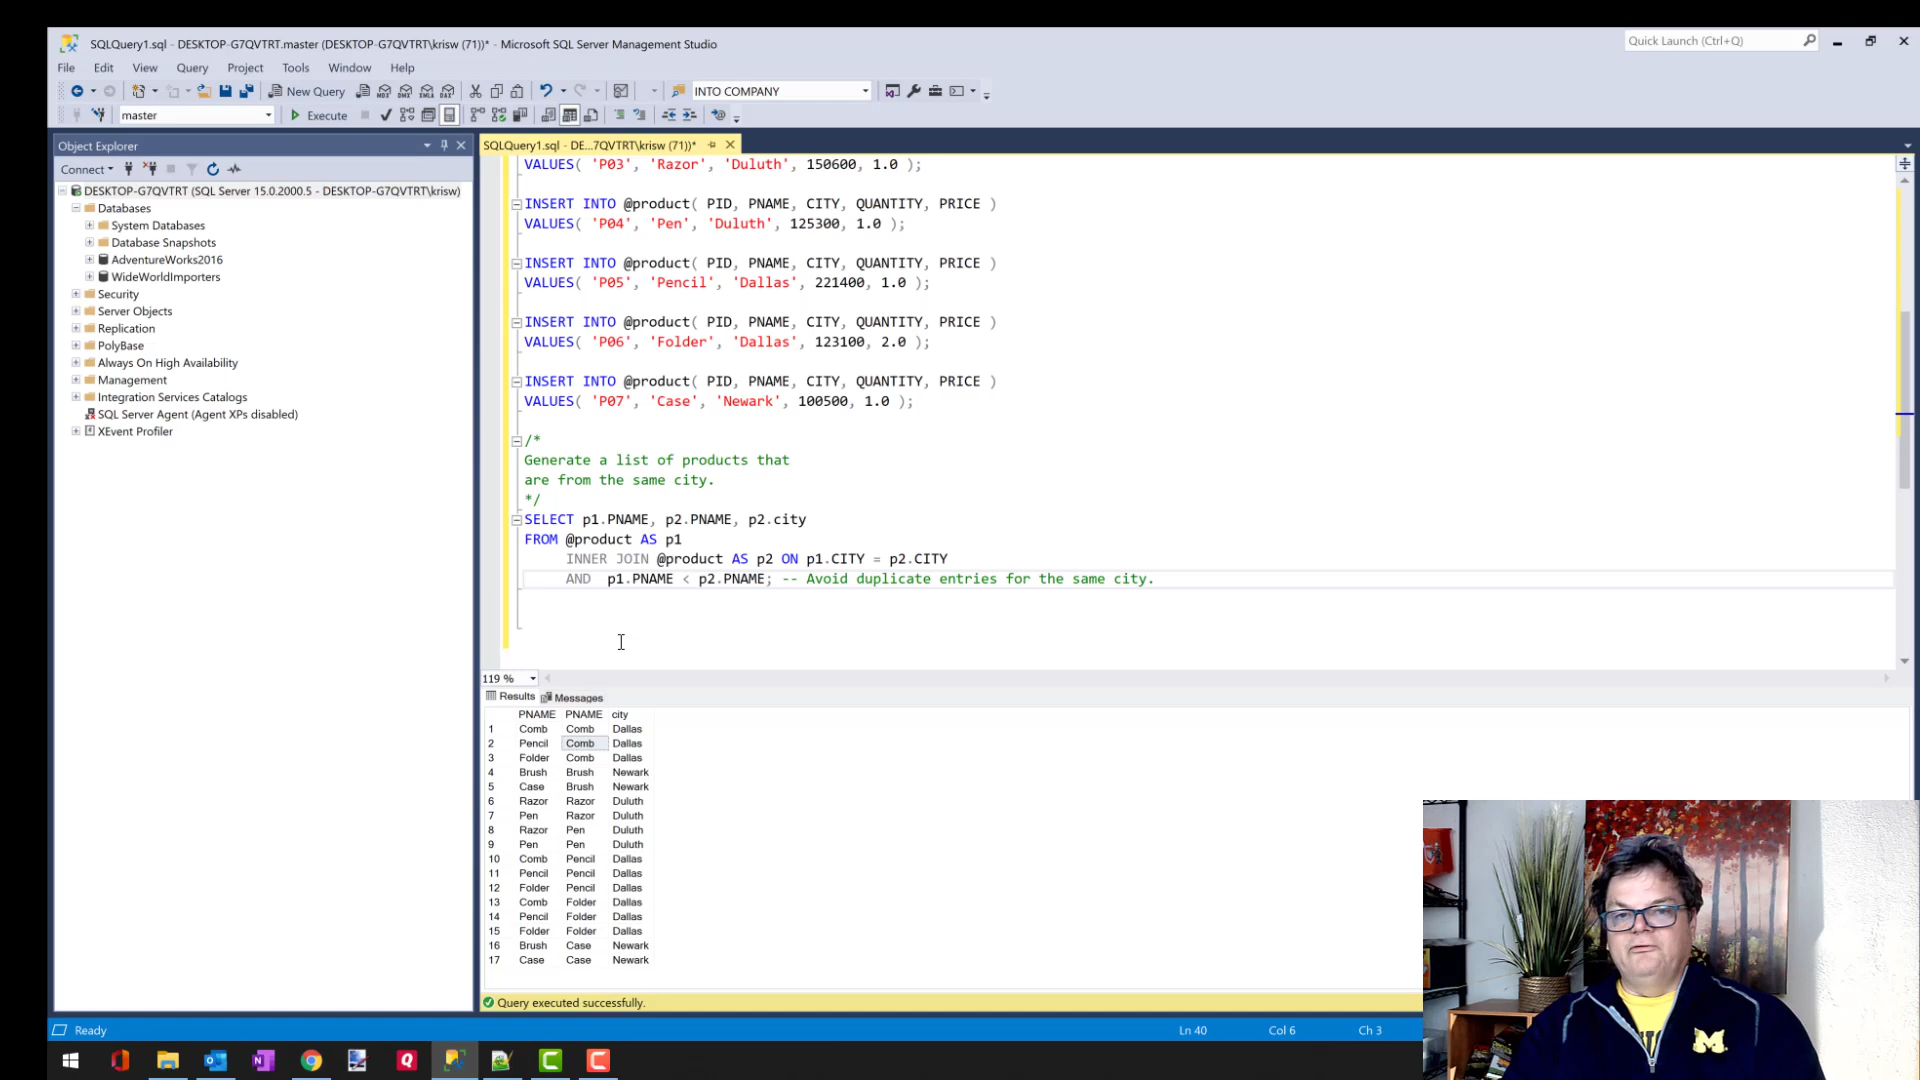 SQLQuery1.sql - DESKTOP-G7QVTRT.master (DESKTOP-G7QVTRT\krisw (71))* - Microsoft SQL Server Management Studio
Quick Launch (Ctrl+Q)
File Edit View Query Project Tools Window Help
New Query INTO COMPANY
master Execute
Object Explorer
Connect
DESKTOP-G7QVTRT (SQL Server 15.0.2000.5 - DESKTOP-G7QVTRT\krisw)
Databases
System Databases
Database Snapshots
AdventureWorks2016
WideWorldImporters
Security
Server Objects
Replication
PolyBase
Always On High Availability
Management
Integration Services Catalogs
SQL Server Agent (Agent XPs disabled)
XEvent Profiler
SQLQuery1.sql - DE...7QVTRT\krisw (71))*
VALUES( 'P03', 'Razor', 'Duluth', 150600, 1.0 );
INSERT INTO @product( PID, PNAME, CITY, QUANTITY, PRICE )
VALUES( 'P04', 'Pen', 'Duluth', 125300, 1.0 );
INSERT INTO @product( PID, PNAME, CITY, QUANTITY, PRICE )
VALUES( 'P05', 'Pencil', 'Dallas', 221400, 1.0 );
INSERT INTO @product( PID, PNAME, CITY, QUANTITY, PRICE )
VALUES( 'P06', 'Folder', 'Dallas', 123100, 2.0 );
INSERT INTO @product( PID, PNAME, CITY, QUANTITY, PRICE )
VALUES( 'P07', 'Case', 'Newark', 100500, 1.0 );
/*
Generate a list of products that
are from the same city.
*/
SELECT p1.PNAME, p2.PNAME, p2.city
FROM @product AS p1
INNER JOIN @product AS p2 ON p1.CITY = p2.CITY
AND p1.PNAME < p2.PNAME; -- Avoid duplicate entries for the same city.
119 %
Results Messages
PNAME PNAME city
1 Comb Comb Dallas
2 Pencil Comb Dallas
3 Folder Comb Dallas
4 Brush Brush Newark
5 Case Brush Newark
6 Razor Razor Duluth
7 Pen Razor Duluth
8 Razor Pen Duluth
9 Pen Pen Duluth
10 Comb Pencil Dallas
11 Pencil Pencil Dallas
12 Folder Pencil Dallas
13 Comb Folder Dallas
14 Pencil Folder Dallas
15 Folder Folder Dallas
16 Brush Case Newark
17 Case Case Newark
Query executed successfully.
Ready Ln 40 Col 6 Ch 3
M